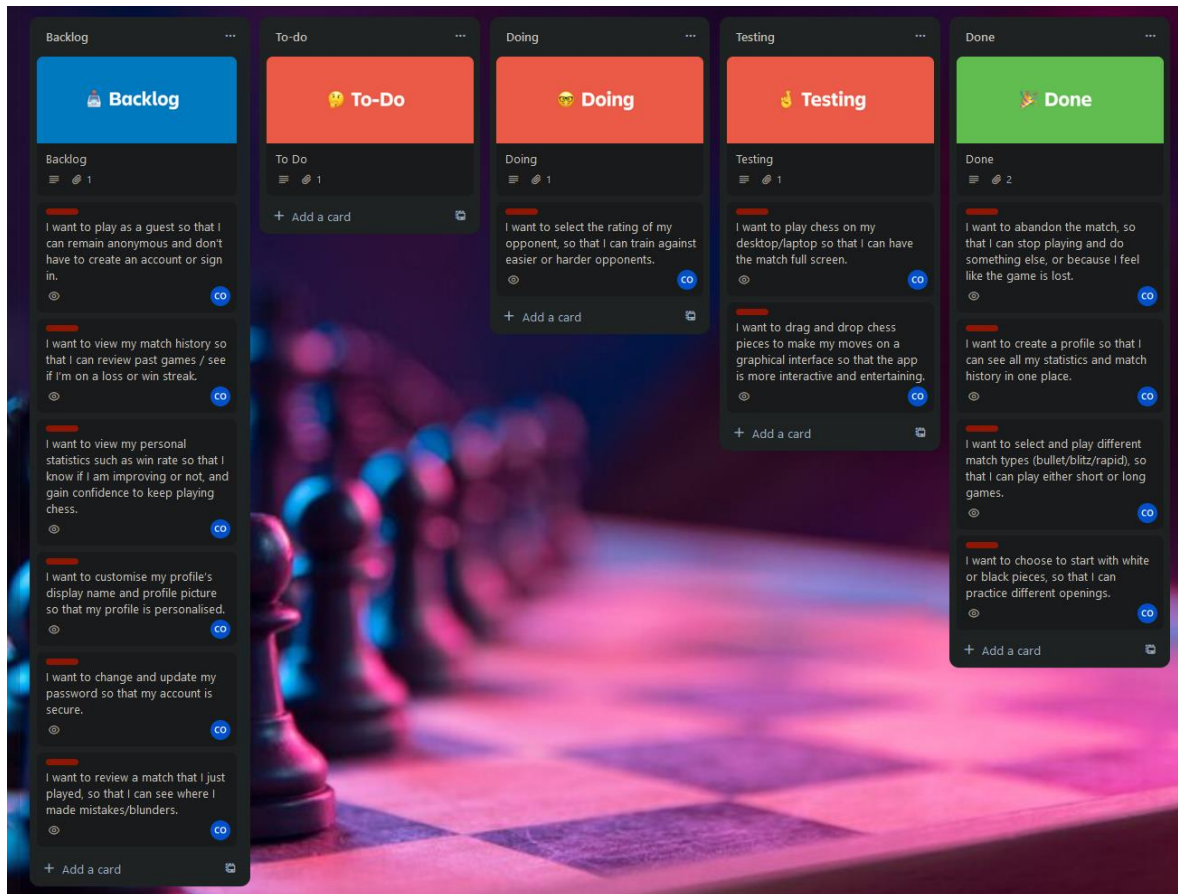 Backlog
Backlog
Backlog
1
I want to play as a guest so that I
can remain anonymous and don't
have to create an account or sign
in.
CO
I want to view my match history so
that I can review past games / see
if I'm on a loss or win streak.
CO
I want to view my personal
statistics such as win rate so that I
know if I am improving or not, and
gain confidence to keep playing
chess.
CO
I want to customise my profile's
display name and profile picture
so that my profile is personalised.
CO
I want to change and update my
password so that my account is
secure.
CO
I want to review a match that I just
played, so that I can see where I
made mistakes/blunders.
CO
+ Add a card
To-do
To-Do
To Do
1
+ Add a card
Doing
Doing
Doing
1
I want to select the rating of my
opponent, so that I can train against
easier or harder opponents.
CO
+ Add a card
Testing
Testing
Testing
1
I want to play chess on my
desktop/laptop so that I can have
the match full screen.
CO
I want to drag and drop chess
pieces to make my moves on a
graphical interface so that the app
is more interactive and entertaining.
CO
+ Add a card
Done
Done
Done
2
I want to abandon the match, so
that I can stop playing and do
something else, or because I feel
like the game is lost.
CO
I want to create a profile so that I
can see all my statistics and match
history in one place.
CO
I want to select and play different
match types (bullet/blitz/rapid), so
that I can play either short or long
games.
CO
I want to choose to start with white
or black pieces, so that I can
practice different openings.
CO
+ Add a card